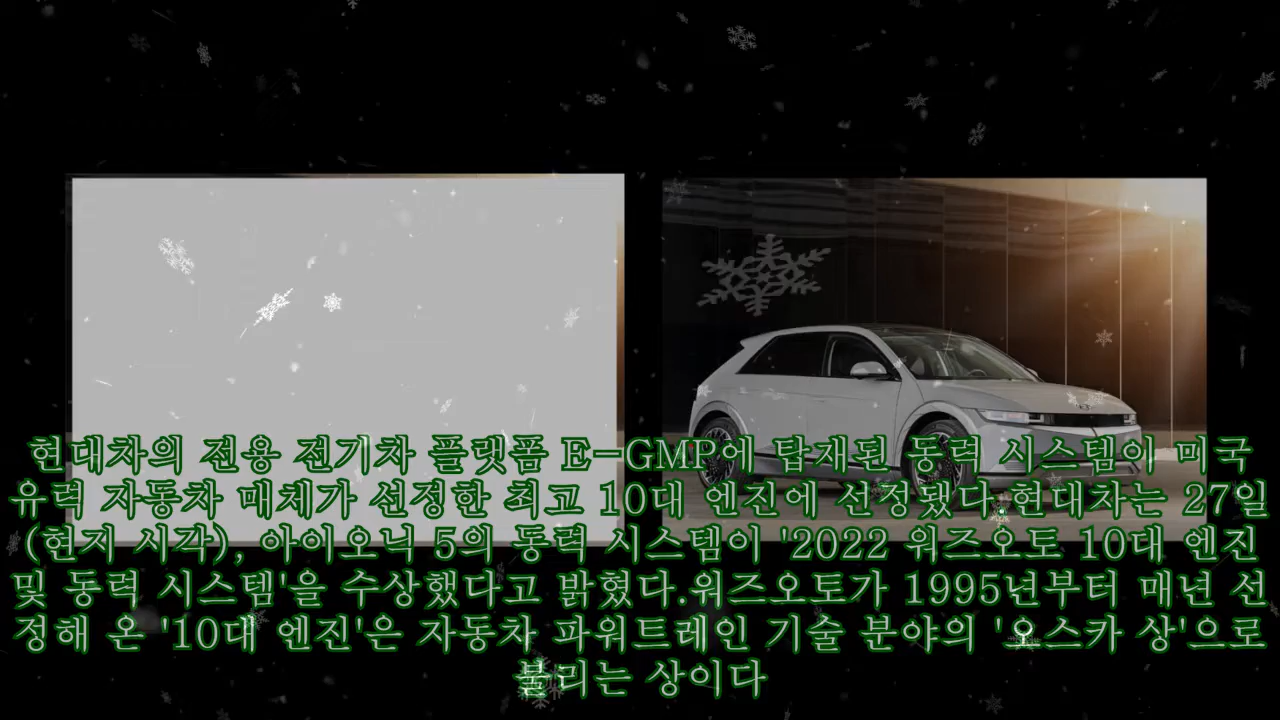 현대차의 전용 전기차 플랫폼 E-GMP에 탑재된 동력 시스템이 미국
유력 자동차 매체가 선정한 최고 10대 엔진에 선정됐다.현대차는 27일
(현지 시각), 아이오닉 5의 동력 시스템이 '2022 워즈오토 10대 엔진
및 동력 시스템'을 수상했다고 밝혔다.워즈오토가 1995년부터 매년 선
정해 온 '10대 엔진'은 자동차 파워트레인 기술 분야의 '오스카 상'으로
불리는 상이다